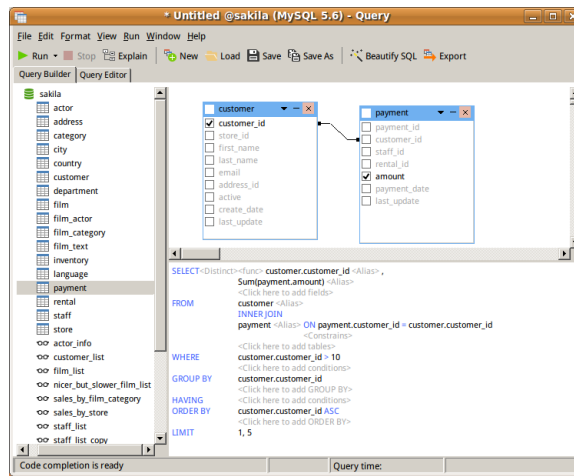 * Untitled @sakila (MySQL 5.6) - Query
File Edit Format View Run Window Help
Run Stop Explain New Load Save Save As Beautify SQL Export
Query Builder Query Editor
sakila
actor
address
category
city
country
customer
department
film
film_actor
film_category
film_text
inventory
language
payment
rental
staff
store
actor_info
customer_list
film_list
nicer_but_slower_film_list
sales_by_film_category
sales_by_store
staff_list
staff_list_copy
customer
customer_id
store_id
first_name
last_name
email
address_id
active
create_date
last_update
payment
payment_id
customer_id
staff_id
rental_id
amount
payment_date
last_update
SELECT <Distinct> <func> customer.customer_id <Alias> ,
Sum(payment.amount) <Alias>
<Click here to add fields>
FROM customer <Alias>
INNER JOIN
payment <Alias> ON payment.customer_id = customer.customer_id
<Constrains>
<Click here to add tables>
WHERE customer.customer_id > 10
<Click here to add conditions>
GROUP BY customer.customer_id
<Click here to add GROUP BY>
HAVING <Click here to add conditions>
ORDER BY customer.customer_id ASC
<Click here to add ORDER BY>
LIMIT 1, 5
Code completion is ready Query time: